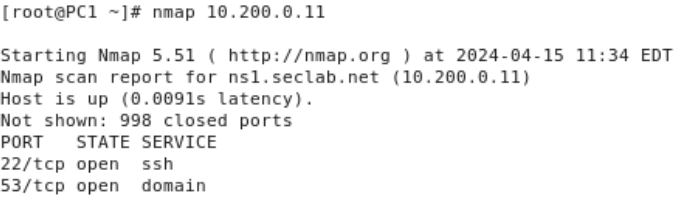 [root@PC1 ~]# nmap 10.200.0.11
Starting Nmap 5.51 ( http://nmap.org ) at 2024-04-15 11:34 EDT
Nmap scan report for ns1.seclab.net (10.200.0.11)
Host is up (0.0091s latency).
Not shown: 998 closed ports
PORT   STATE SERVICE
22/tcp open  ssh
53/tcp open  domain